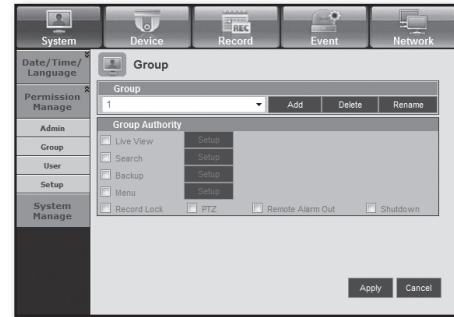 System
Device
REC
Record
Event
Network
Date/Time/
Language
Permission
Manage
Admin
Group
User
Setup
System
Manage
Group
Group
1
Add
Delete
Rename
Group Authority
Live View
Setup
Search
Setup
Backup
Setup
Menu
Setup
Record Lock
PTZ
Remote Alarm Out
Shutdown
Apply
Cancel